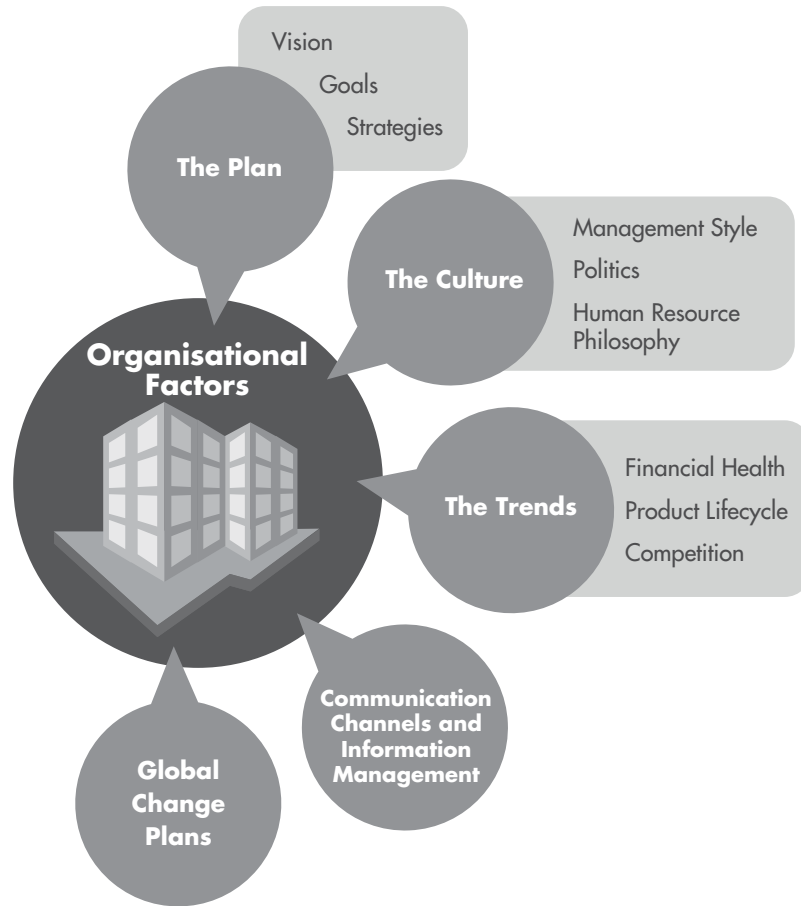 Vision
Goals
Strategies
The Plan
The Culture
Management Style
Politics
Human Resource
Philosophy
Organisational
Factors
The Trends
Financial Health
Product Lifecycle
Competition
Communication
Channels and
Information
Management
Global
Change
Plans